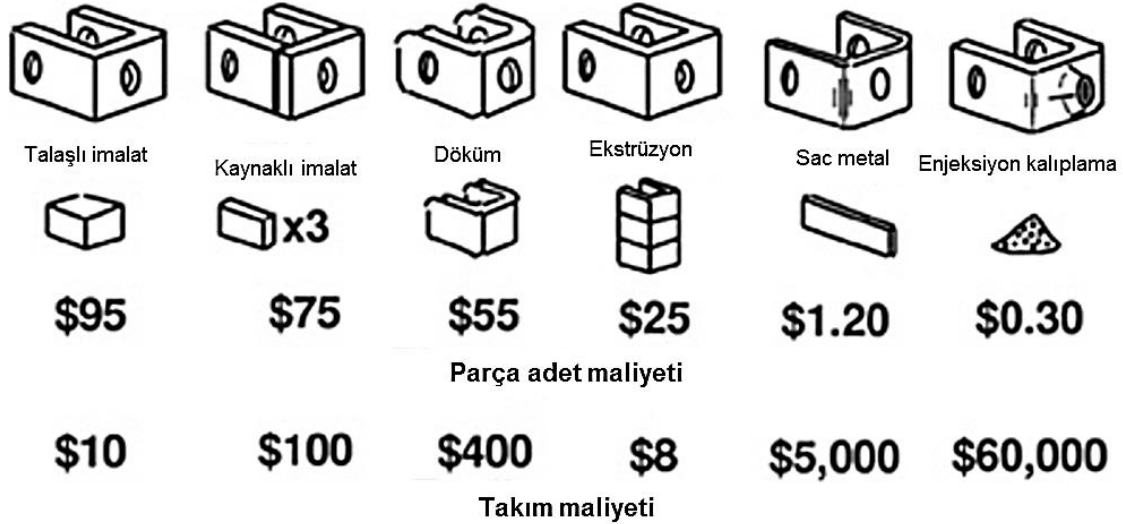 Talaşlı imalat Kaynaklı imalat Döküm Ekstrüzyon Sac metal Enjeksiyon kalıplama
x3
$95 $75 $55 $25 $1.20 $0.30
Parça adet maliyeti
$10 $100 $400 $8 $5,000 $60,000
Takım maliyeti